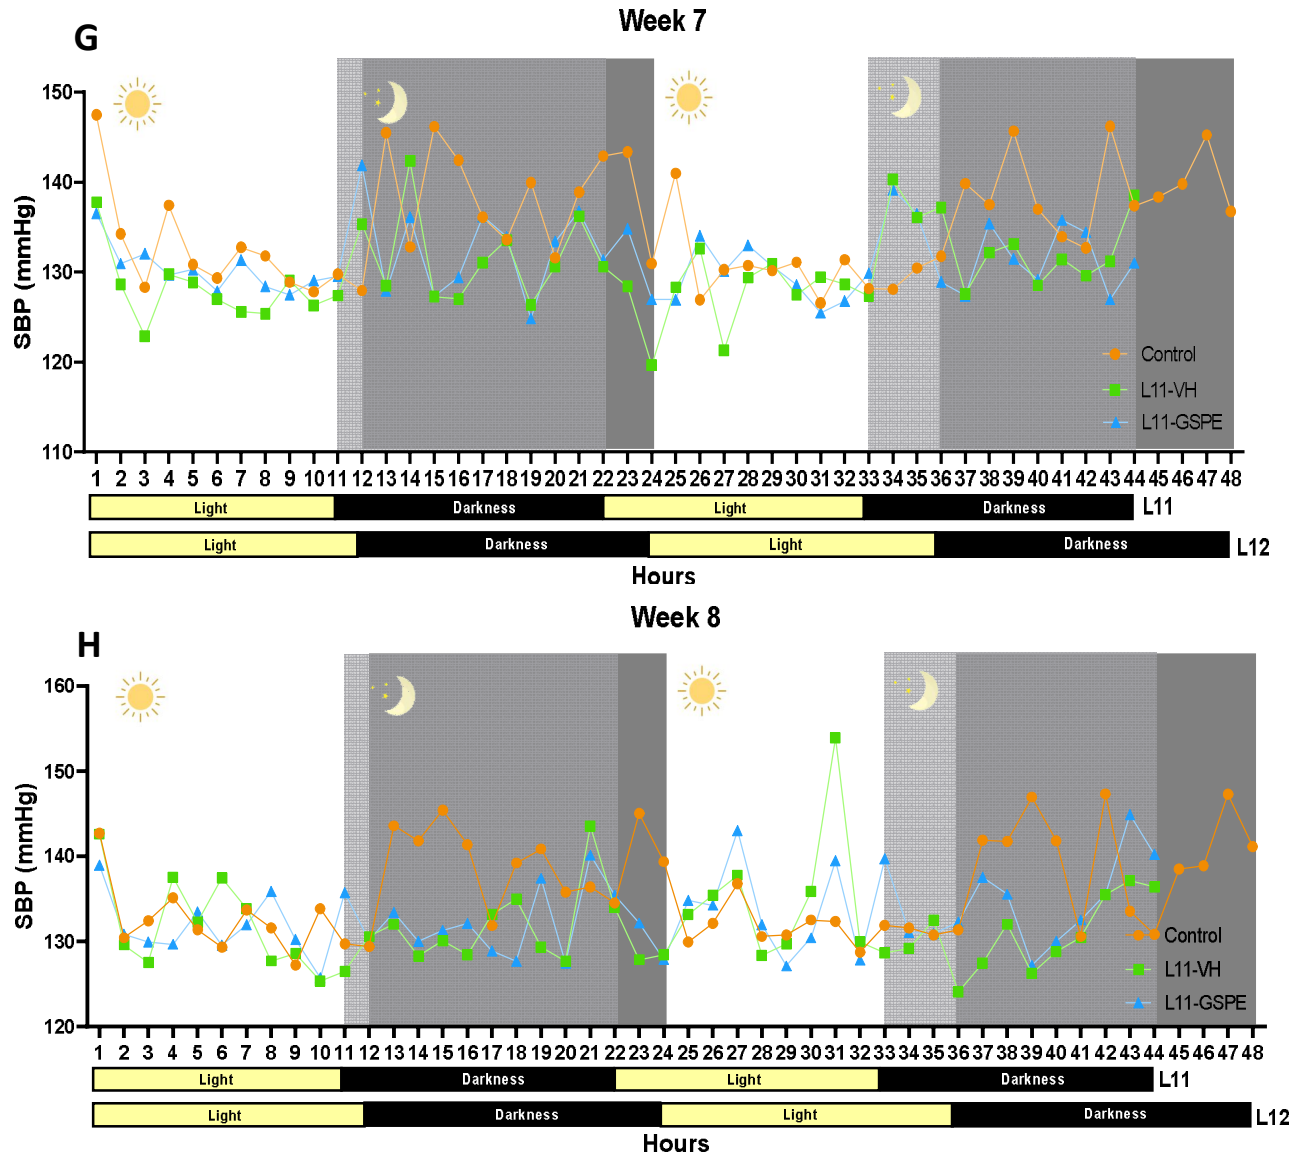 G
Week 7
SBP (mmHg)
150
140
130
120
110
Control
L11-VH
L11-GSPE
1 2 3 4 5 6 7 8 9 10 11 12 13 14 15 16 17 18 19 20 21 22 23 24 25 26 27 28 29 30 31 32 33 34 35 36 37 38 39 40 41 42 43 44 45 46 47 48
Light Darkness Light Darkness L11
Light Darkness Light Darkness L12
Hours
Week 8
H
SBP (mmHg)
160
150
140
130
120
Control
L11-VH
L11-GSPE
1 2 3 4 5 6 7 8 9 10 11 12 13 14 15 16 17 18 19 20 21 22 23 24 25 26 27 28 29 30 31 32 33 34 35 36 37 38 39 40 41 42 43 44 45 46 47 48
Light Darkness Light Darkness L11
Light Darkness Light Darkness L12
Hours